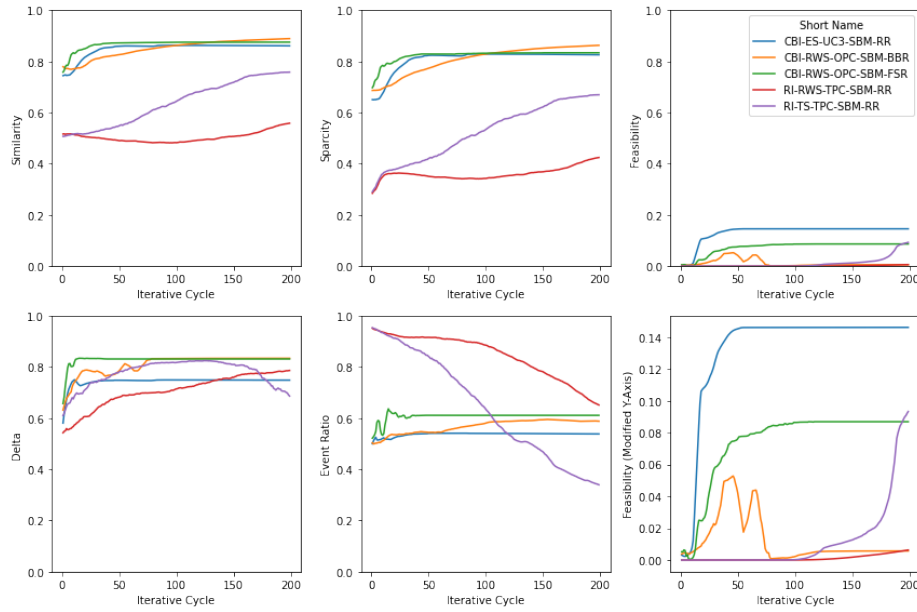 1.0
0.8
0.6
0.4
0.2
0.0
Similarity
0 50 100 150 200
Iterative Cycle
1.0
0.8
0.6
0.4
0.2
0.0
Sparcity
0 50 100 150 200
Iterative Cycle
1.0
0.8
0.6
0.4
0.2
0.0
Feasibility
Short Name
CBI-ES-UC3-SBM-RR
CBI-RWS-OPC-SBM-BBR
CBI-RWS-OPC-SBM-FSR
RI-RWS-TPC-SBM-RR
RI-TS-TPC-SBM-RR
0 50 100 150 200
Iterative Cycle
1.0
0.8
0.6
0.4
0.2
0.0
Delta
0 50 100 150 200
Iterative Cycle
1.0
0.8
0.6
0.4
0.2
0.0
Event Ratio
0 50 100 150 200
Iterative Cycle
0.14
0.12
0.10
0.08
0.06
0.04
0.02
0.00
Feasibility (Modified Y-Axis)
0 50 100 150 200
Iterative Cycle